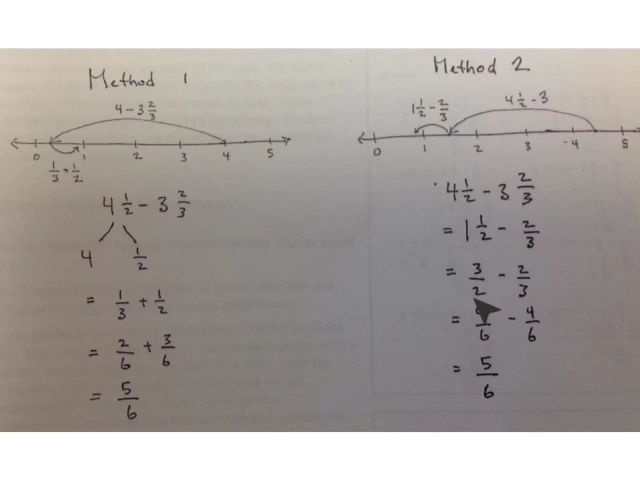 Method 1
4 - 3 2/3
0 1 2 3 4 5
1/3 + 1/2
4 1/2 - 3 2/3
4 1/2
= 1/3 + 1/2
= 2/6 + 3/6
= 5/6
Method 2
1 1/2 - 2/3
4 1/2 - 3
0 1 2 3 4 5
4 1/2 - 3 2/3
= 1 1/2 - 2/3
= 3/2 - 2/3
= /6 - 4/6
= 5/6